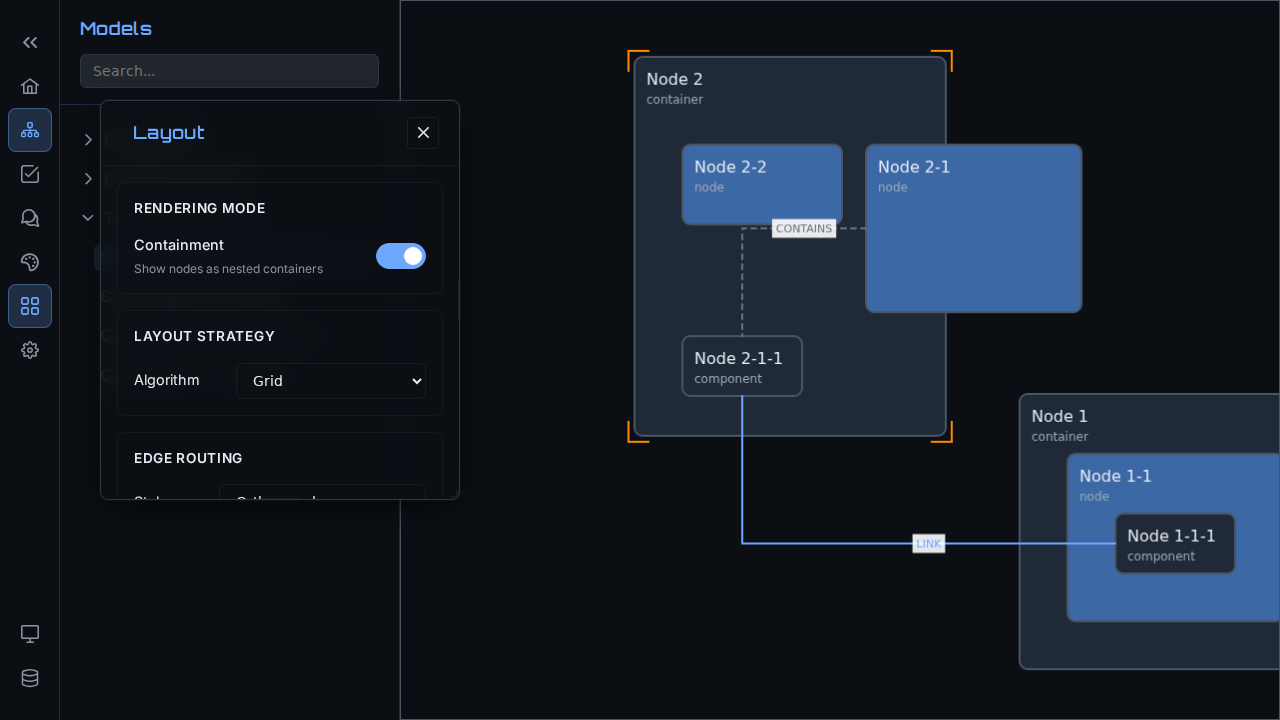 Models
Search...
Layout
RENDERING MODE
Containment
Show nodes as nested containers
LAYOUT STRATEGY
Algorithm
Grid
EDGE ROUTING
Node 2
container
Node 2-2
node
Node 2-1
node
CONTAINS
Node 2-1-1
component
LINK
Node 1
container
Node 1-1
node
Node 1-1-1
component